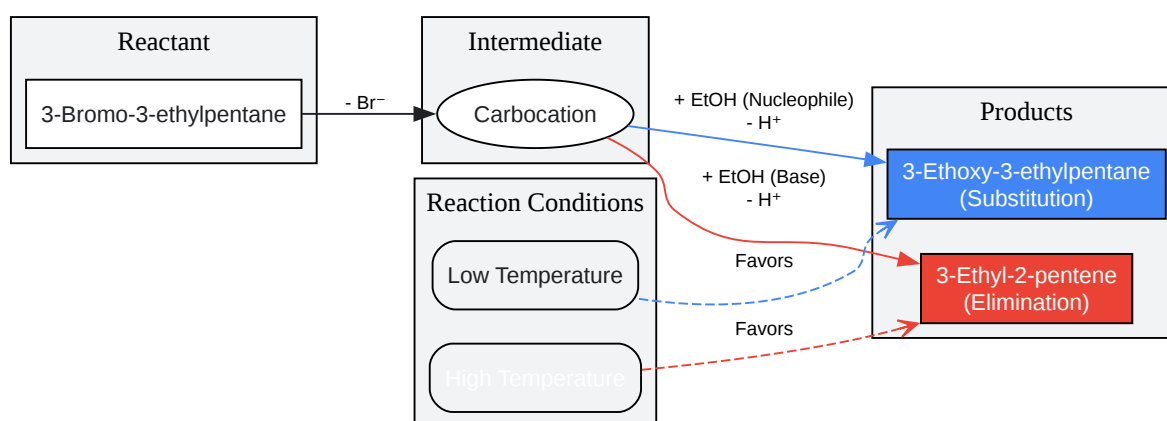 Reactant
3-Bromo-3-ethylpentane
- Br⁻
Intermediate
Carbocation
+ EtOH (Nucleophile)
- H⁺
+ EtOH (Base)
- H⁺
Products
3-Ethoxy-3-ethylpentane
(Substitution)
3-Ethyl-2-pentene
(Elimination)
Reaction Conditions
Low Temperature
Favors
High Temperature
Favors